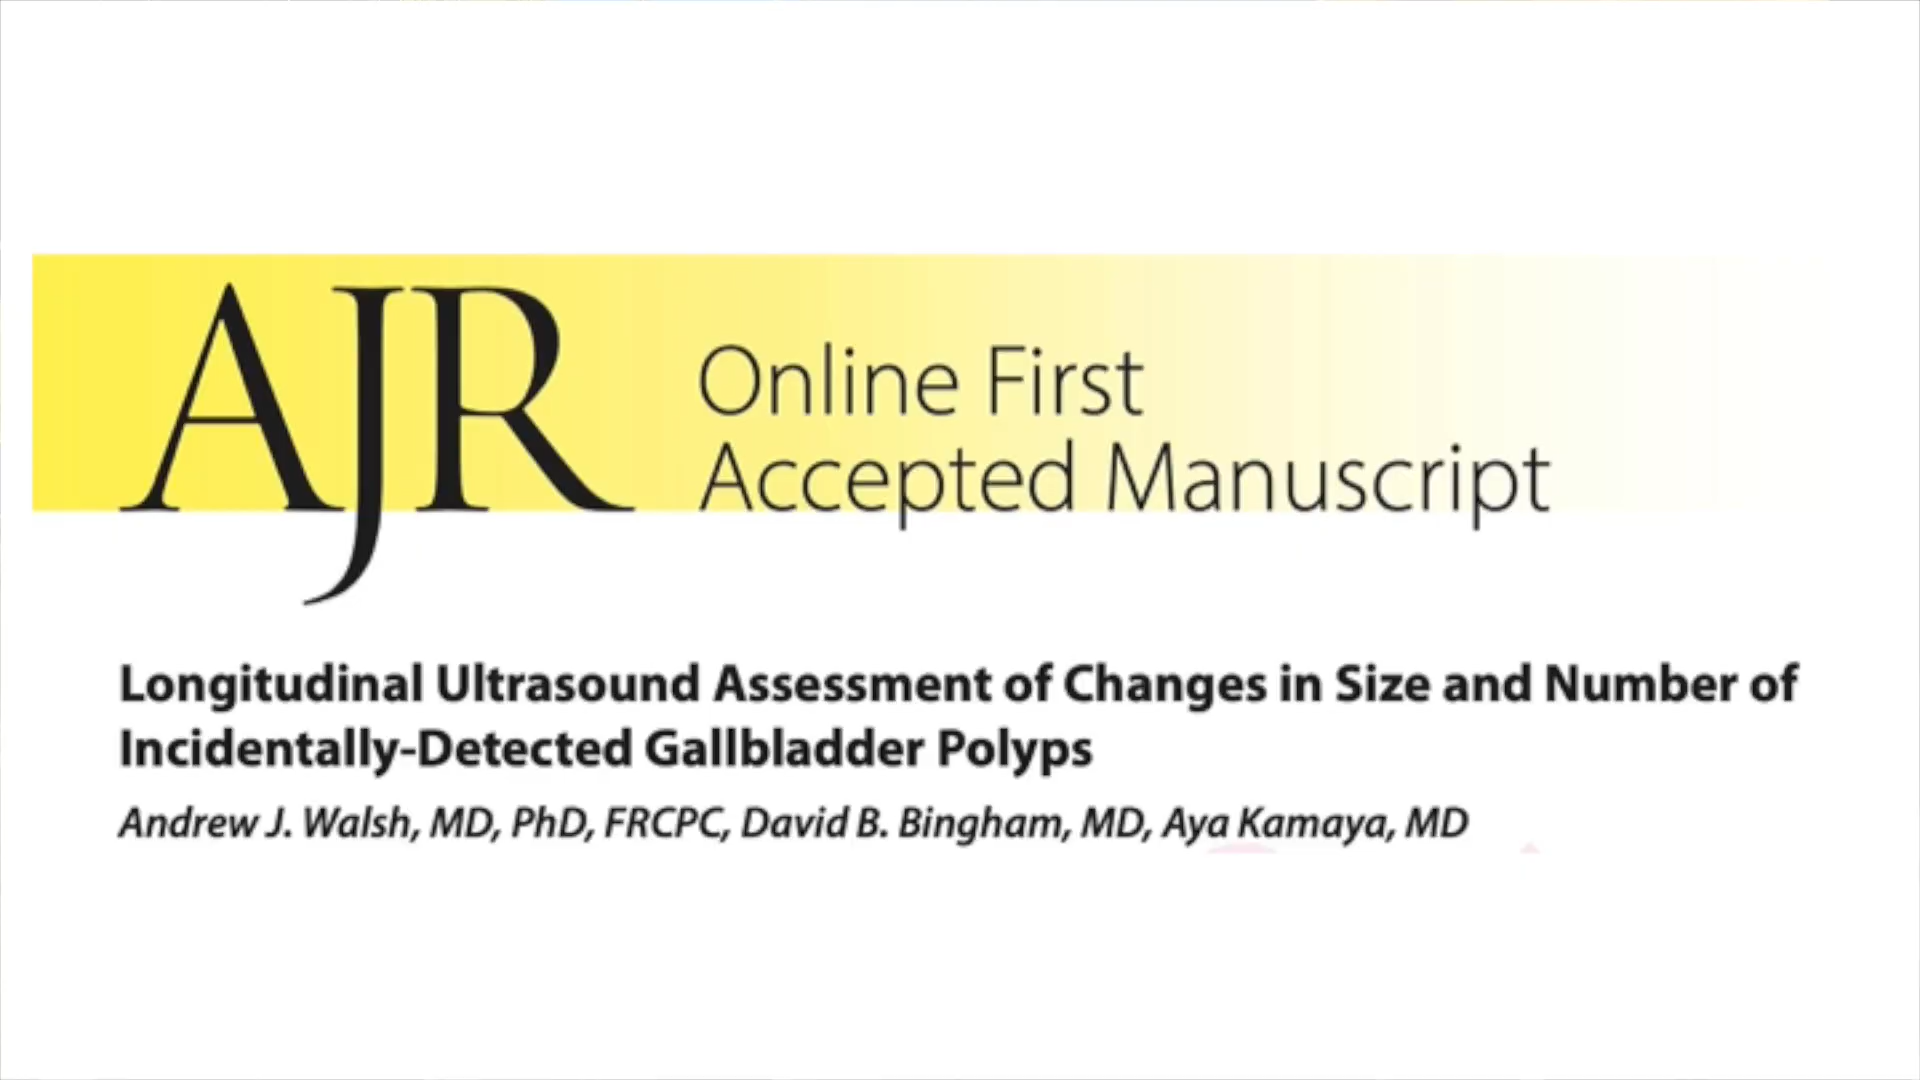 AJR
Online First
Accepted Manuscript
Longitudinal Ultrasound Assessment of Changes in Size and Number of
Incidentally-Detected Gallbladder Polyps
Andrew J. Walsh, MD, PhD, FRCPC, David B. Bingham, MD, Aya Kamaya, MD